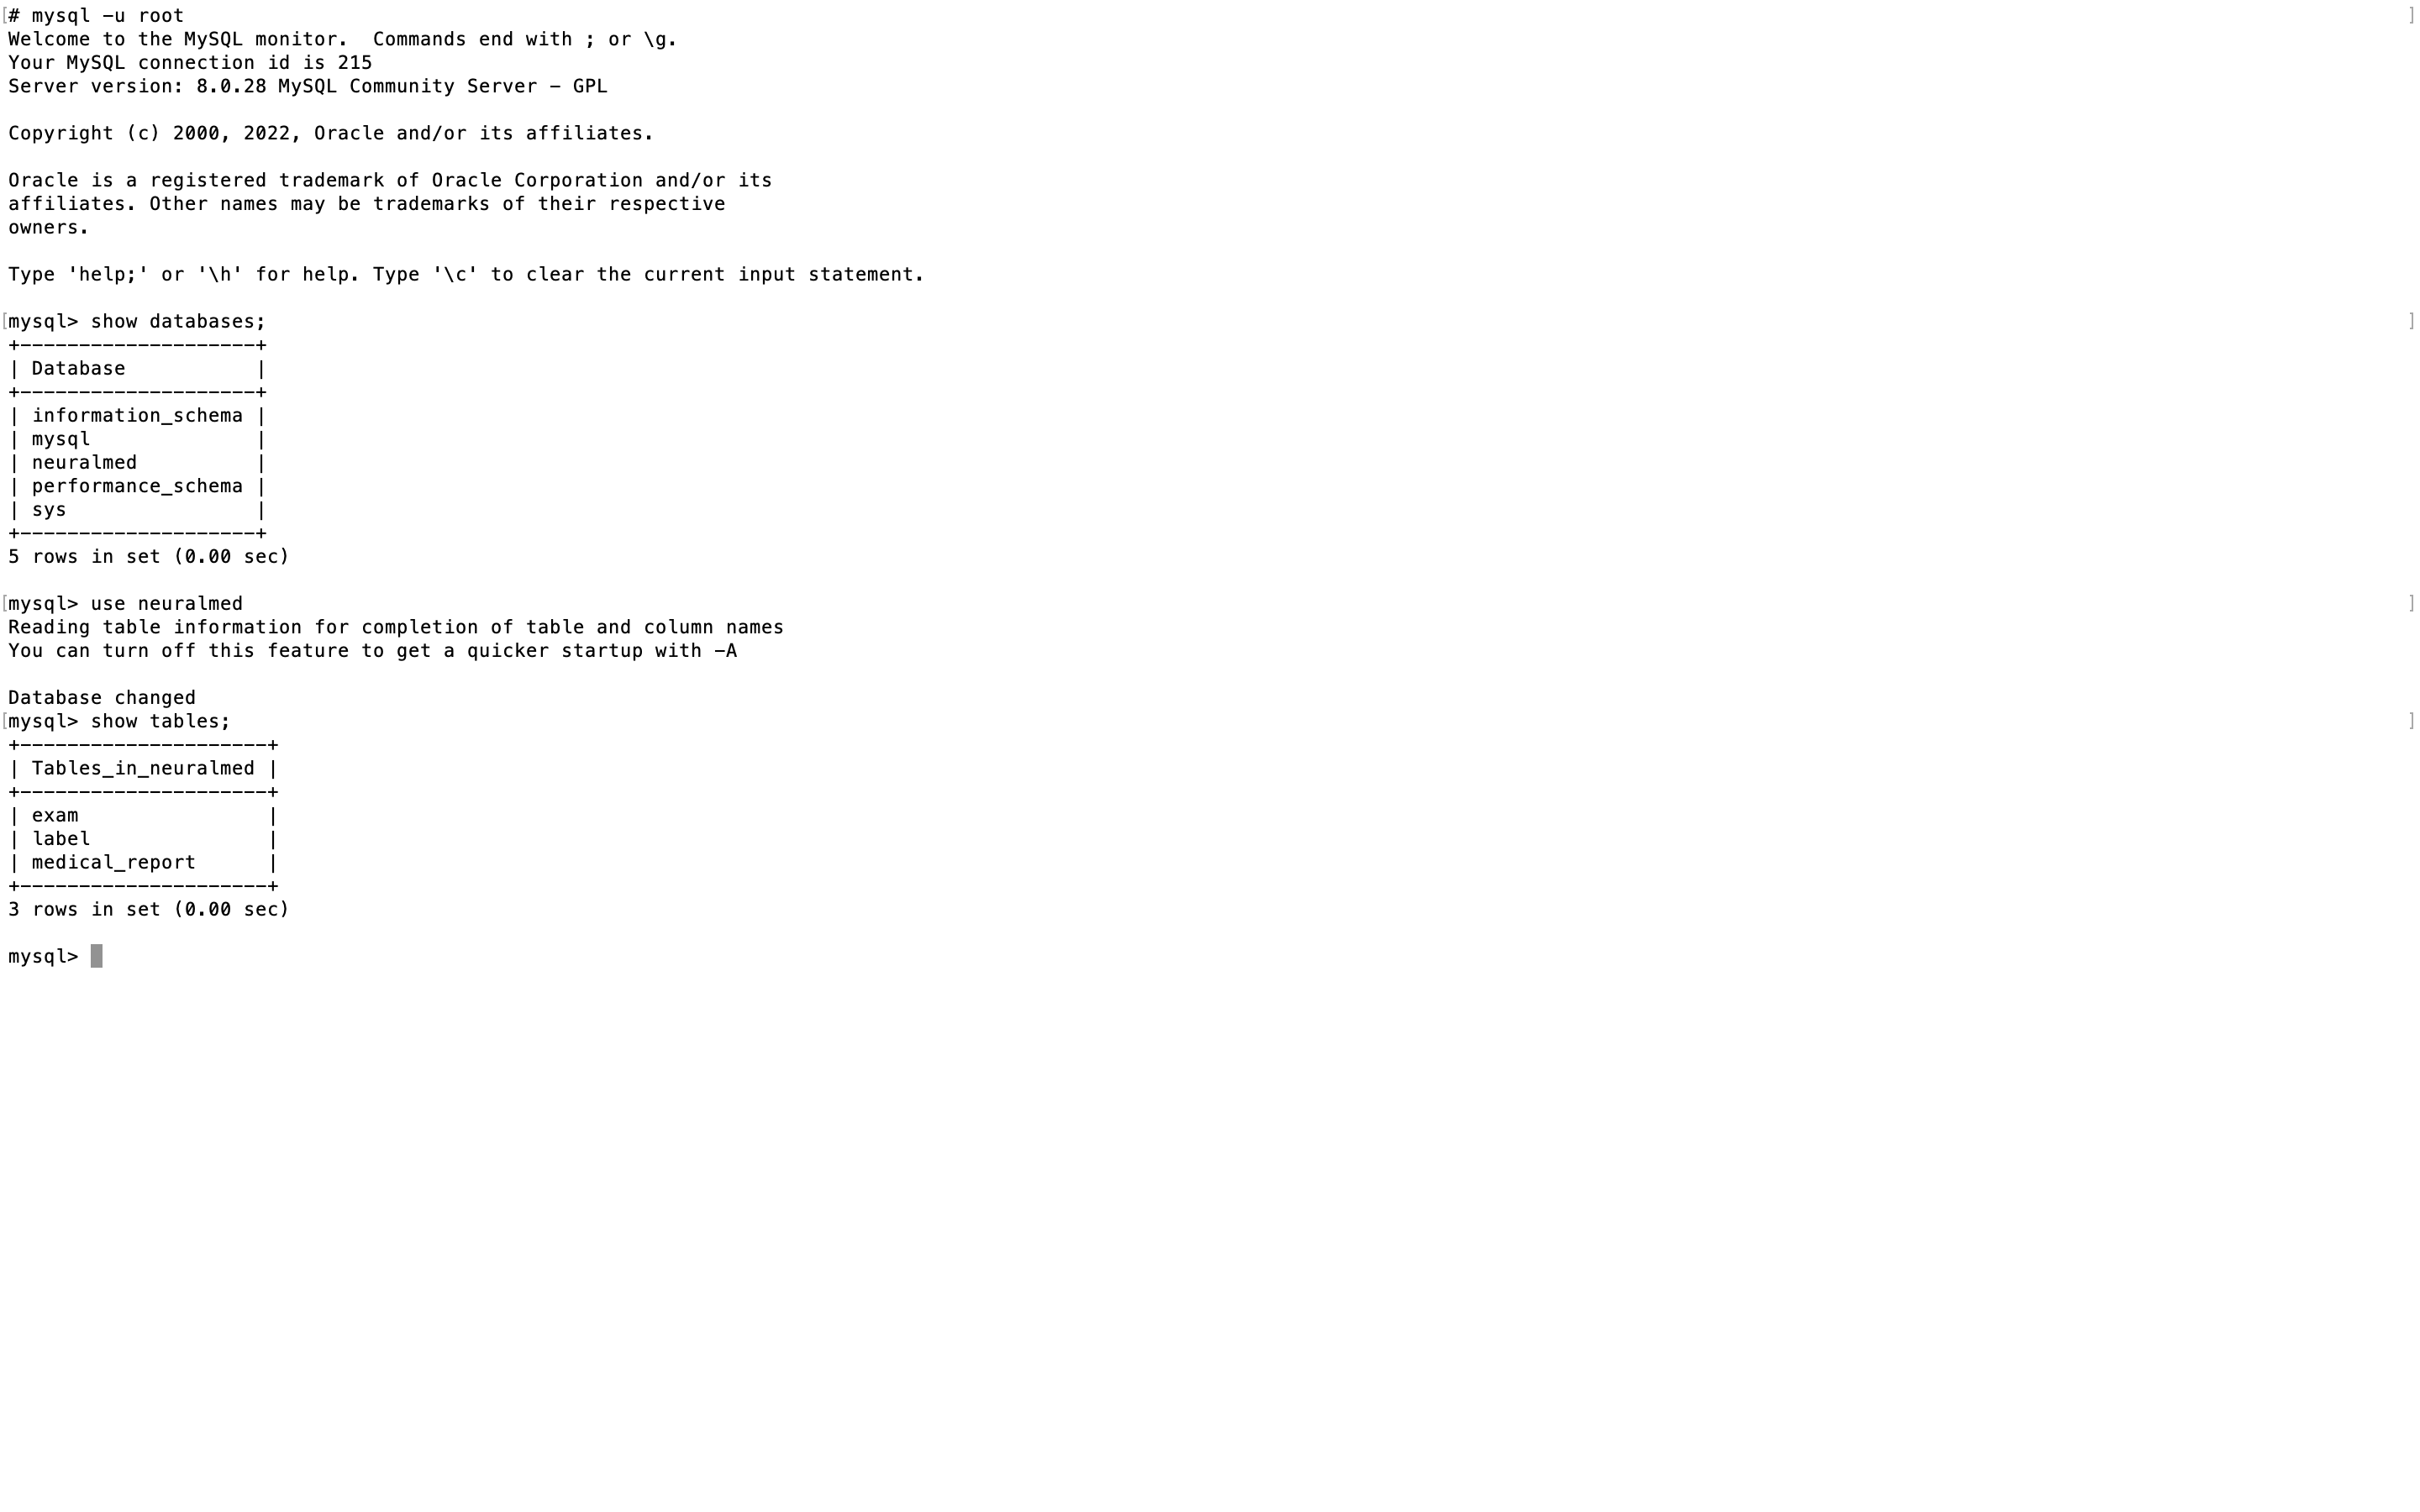 [# mysql -u root ]
Welcome to the MySQL monitor.  Commands end with ; or \g.
Your MySQL connection id is 215
Server version: 8.0.28 MySQL Community Server - GPL

Copyright (c) 2000, 2022, Oracle and/or its affiliates.

Oracle is a registered trademark of Oracle Corporation and/or its
affiliates. Other names may be trademarks of their respective
owners.

Type 'help;' or '\h' for help. Type '\c' to clear the current input statement.

[mysql> show databases; ]
+--------------------+
| Database           |
+--------------------+
| information_schema |
| mysql              |
| neuralmed          |
| performance_schema |
| sys                |
+--------------------+
5 rows in set (0.00 sec)

[mysql> use neuralmed ]
Reading table information for completion of table and column names
You can turn off this feature to get a quicker startup with -A

Database changed
[mysql> show tables; ]
+---------------------+
| Tables_in_neuralmed |
+---------------------+
| exam                |
| label               |
| medical_report      |
+---------------------+
3 rows in set (0.00 sec)

mysql>